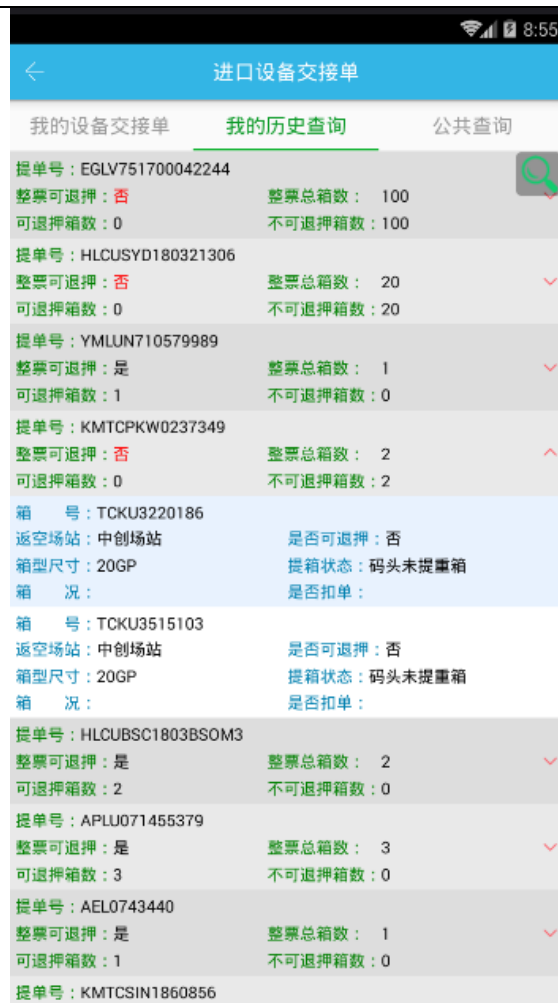 8:55
进口设备交接单
我的设备交接单 我的历史查询 公共查询
提单号：EGLV751700042244
整票可退押：否 整票总箱数： 100
可退押箱数：0 不可退押箱数：100
提单号：HLCUSYD180321306
整票可退押：否 整票总箱数： 20
可退押箱数：0 不可退押箱数：20
提单号：YMLUN710579989
整票可退押：是 整票总箱数： 1
可退押箱数：1 不可退押箱数：0
提单号：KMTCPKW0237349
整票可退押：否 整票总箱数： 2
可退押箱数：0 不可退押箱数：2
箱 号：TCKU3220186
返空场站：中创场站 是否可退押：否
箱型尺寸：20GP 提箱状态：码头未提重箱
箱 况： 是否扣单：
箱 号：TCKU3515103
返空场站：中创场站 是否可退押：否
箱型尺寸：20GP 提箱状态：码头未提重箱
箱 况： 是否扣单：
提单号：HLCUBSC1803BSOM3
整票可退押：是 整票总箱数： 2
可退押箱数：2 不可退押箱数：0
提单号：APLU071455379
整票可退押：是 整票总箱数： 3
可退押箱数：3 不可退押箱数：0
提单号：AEL0743440
整票可退押：是 整票总箱数： 1
可退押箱数：1 不可退押箱数：0
提单号：KMTCSIN1860856